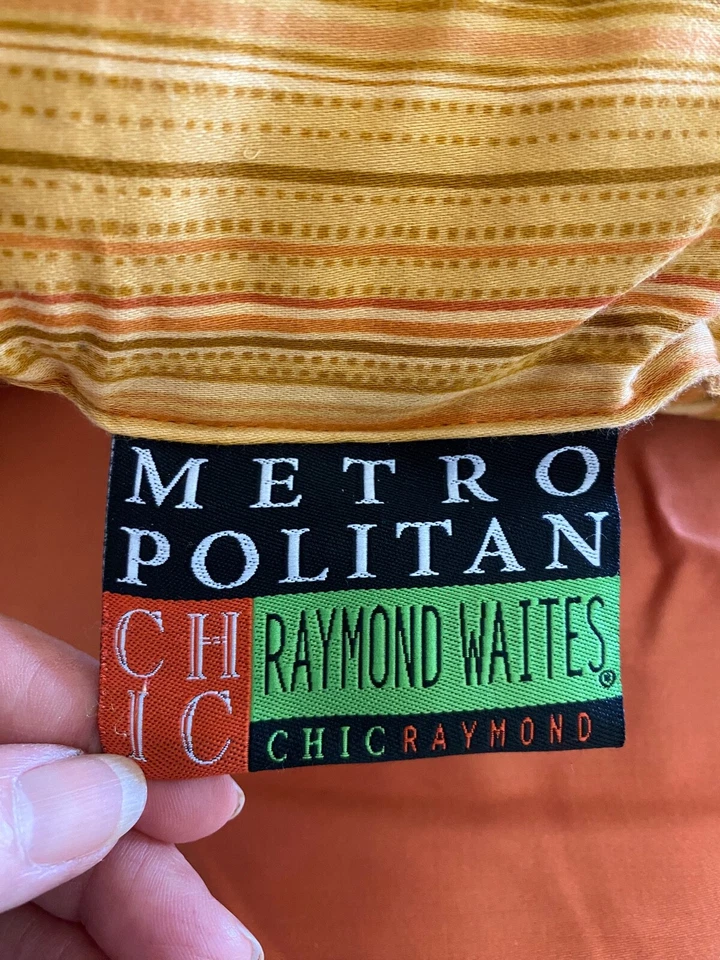 METRO
POLITAN
CH
IC
RAYMOND WAITES®
CHICRAYMOND